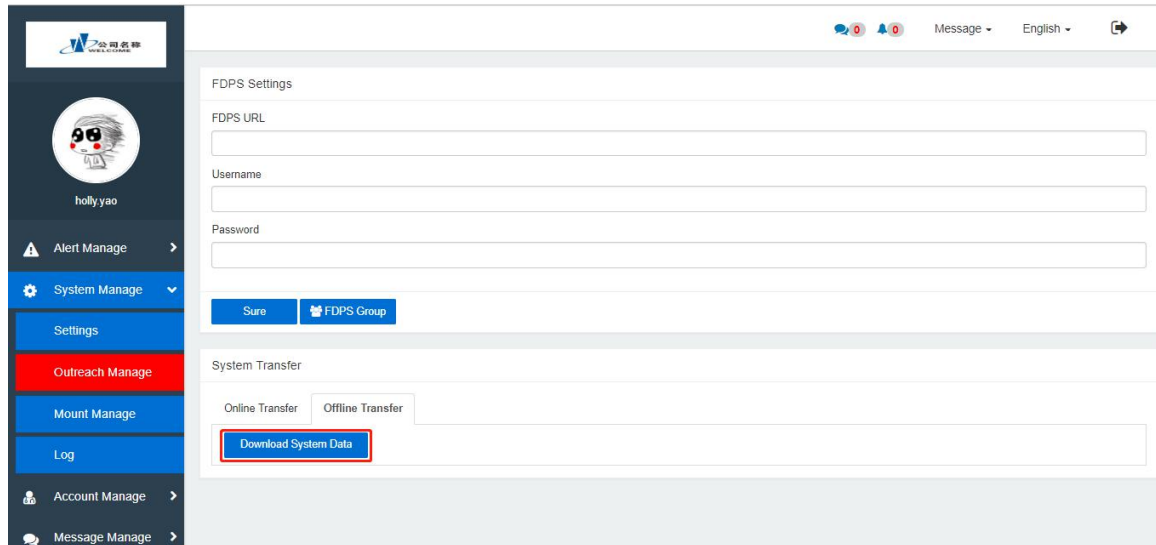 公司名称
WELCOME
0
0
Message
English
holly.yao
Alert Manage
System Manage
Settings
Outreach Manage
Mount Manage
Log
Account Manage
Message Manage
FDPS Settings
FDPS URL
Username
Password
Sure
FDPS Group
System Transfer
Online Transfer
Offline Transfer
Download System Data